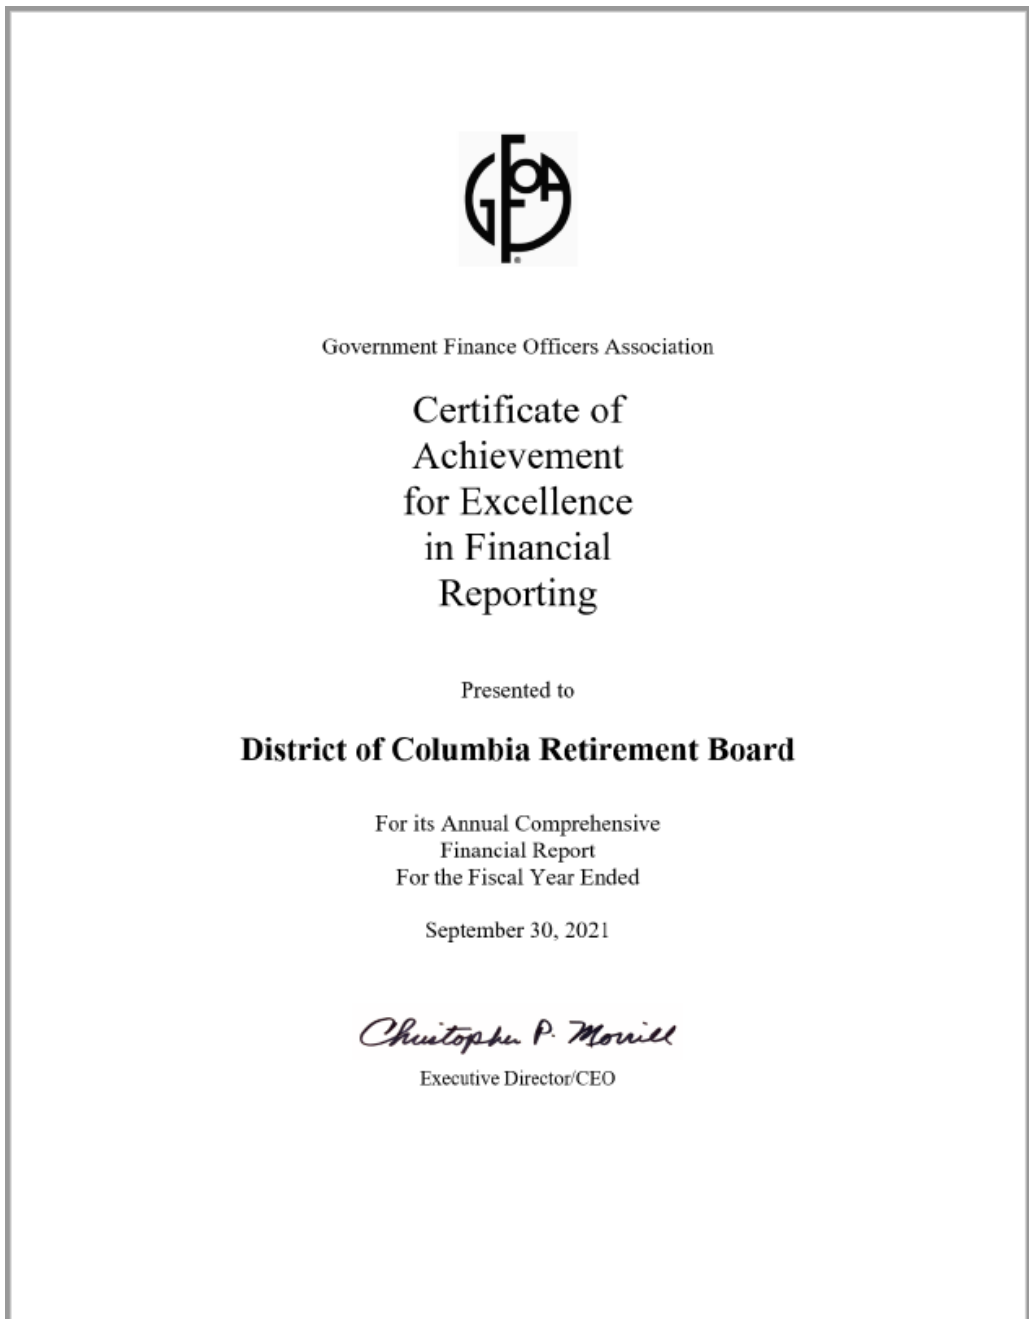 GFOA
®
Government Finance Officers Association
Certificate of
Achievement
for Excellence
in Financial
Reporting
Presented to
District of Columbia Retirement Board
For its Annual Comprehensive
Financial Report
For the Fiscal Year Ended
September 30, 2021
Christopher P. Morrill
Executive Director/CEO